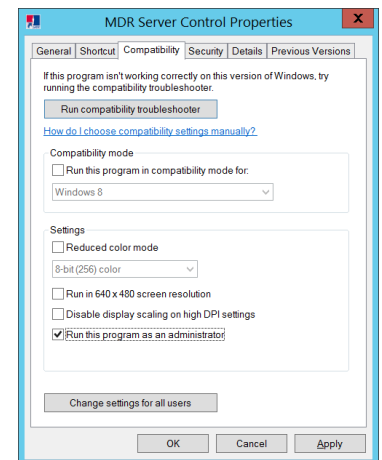 MDR Server Control Properties
X
General Shortcut Compatibility Security Details Previous Versions
If this program isn't working correctly on this version of Windows, try
running the compatibility troubleshooter.
Run compatibility troubleshooter
How do I choose compatibility settings manually?
Compatibility mode
Run this program in compatibility mode for:
Windows 8
Settings
Reduced color mode
8-bit (256) color
Run in 640 x 480 screen resolution
Disable display scaling on high DPI settings
Run this program as an administrator
Change settings for all users
OK Cancel Apply